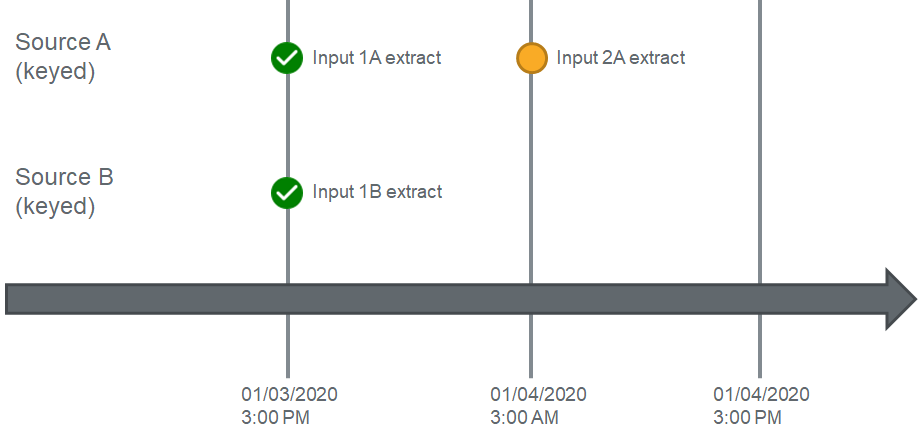 Source A
(keyed)
Input 1A extract
Input 2A extract
Source B
(keyed)
Input 1B extract
01/03/2020
3:00 PM
01/04/2020
3:00 AM
01/04/2020
3:00 PM